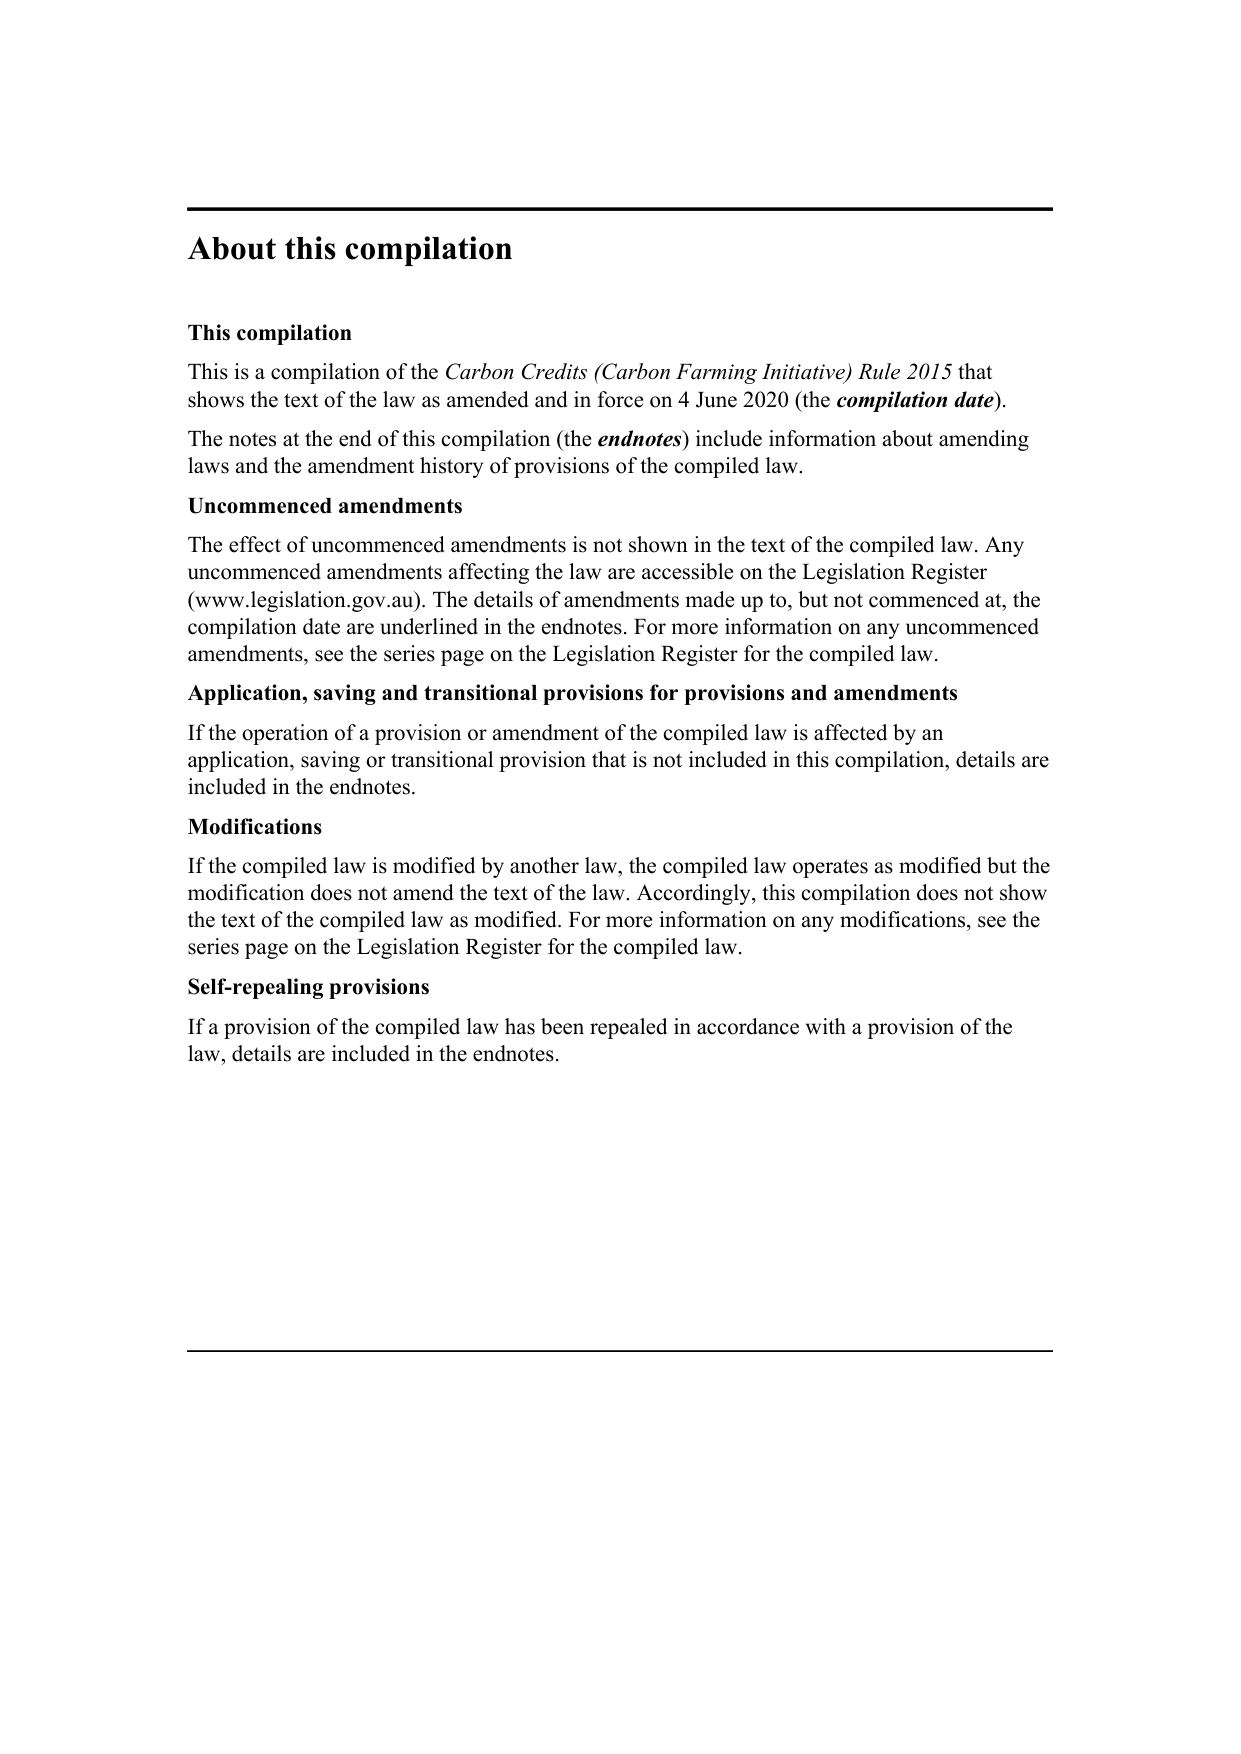 About this compilation
This compilation
This is a compilation of the Carbon Credits (Carbon Farming Initiative) Rule 2015 that
shows the text of the law as amended and in force on 4 June 2020 (the compilation date).
The notes at the end of this compilation (the endnotes) include information about amending
laws and the amendment history of provisions of the compiled law.
Uncommenced amendments
The effect of uncommenced amendments is not shown in the text of the compiled law. Any
uncommenced amendments affecting the law are accessible on the Legislation Register
(www.legislation.gov.au). The details of amendments made up to, but not commenced at, the
compilation date are underlined in the endnotes. For more information on any uncommenced
amendments, see the series page on the Legislation Register for the compiled law.
Application, saving and transitional provisions for provisions and amendments
If the operation of a provision or amendment of the compiled law is affected by an
application, saving or transitional provision that is not included in this compilation, details are
included in the endnotes.
Modifications
If the compiled law is modified by another law, the compiled law operates as modified but the
modification does not amend the text of the law. Accordingly, this compilation does not show
the text of the compiled law as modified. For more information on any modifications, see the
series page on the Legislation Register for the compiled law.
Self-repealing provisions
If a provision of the compiled law has been repealed in accordance with a provision of the
law, details are included in the endnotes.